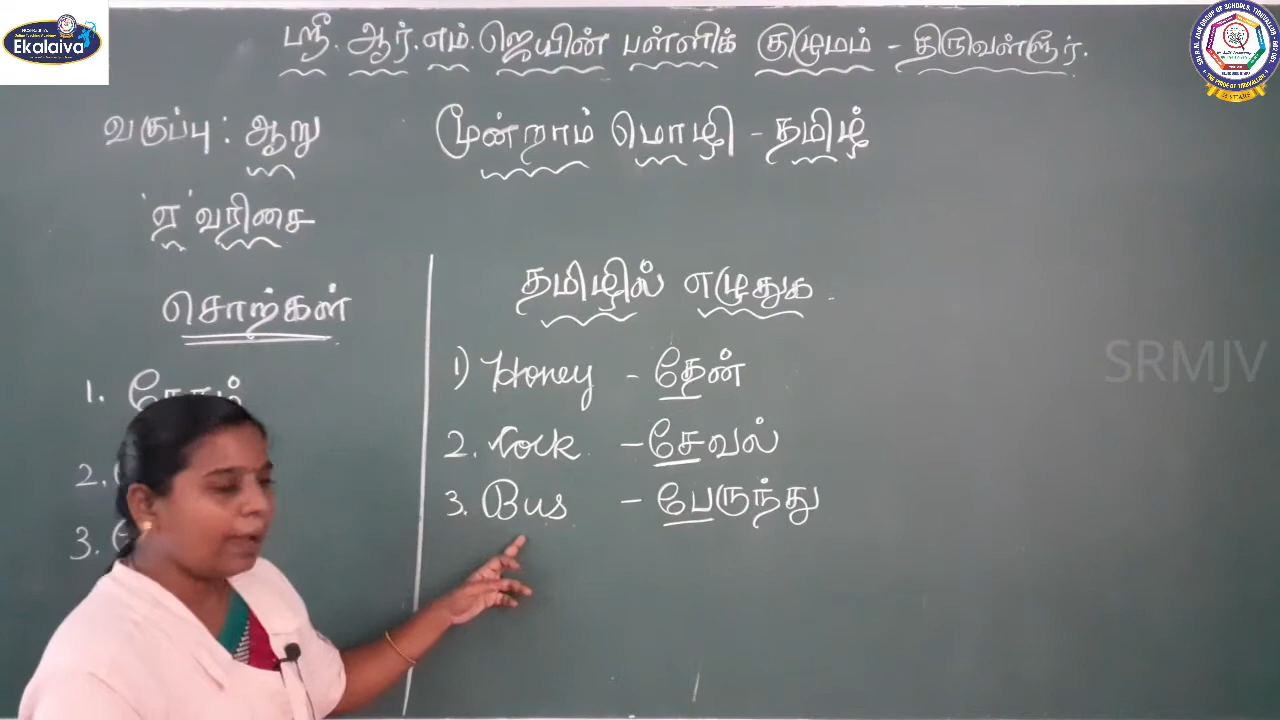 Ekalaiva
ஸ்ரீ. ஆர்.எம்.ஜெயின் பள்ளிக் குழுமம் - திருவள்ளூர்.
வகுப்பு : ஆறு
மூன்றாம் மொழி - தமிழ்
'ஏ' வரிசை
சொற்கள்
1.
2.
3.
தமிழில் எழுதுக.
1) Honey - தேன்
2. Cock - சேவல்
3. Bus - பேருந்து
SRMJV